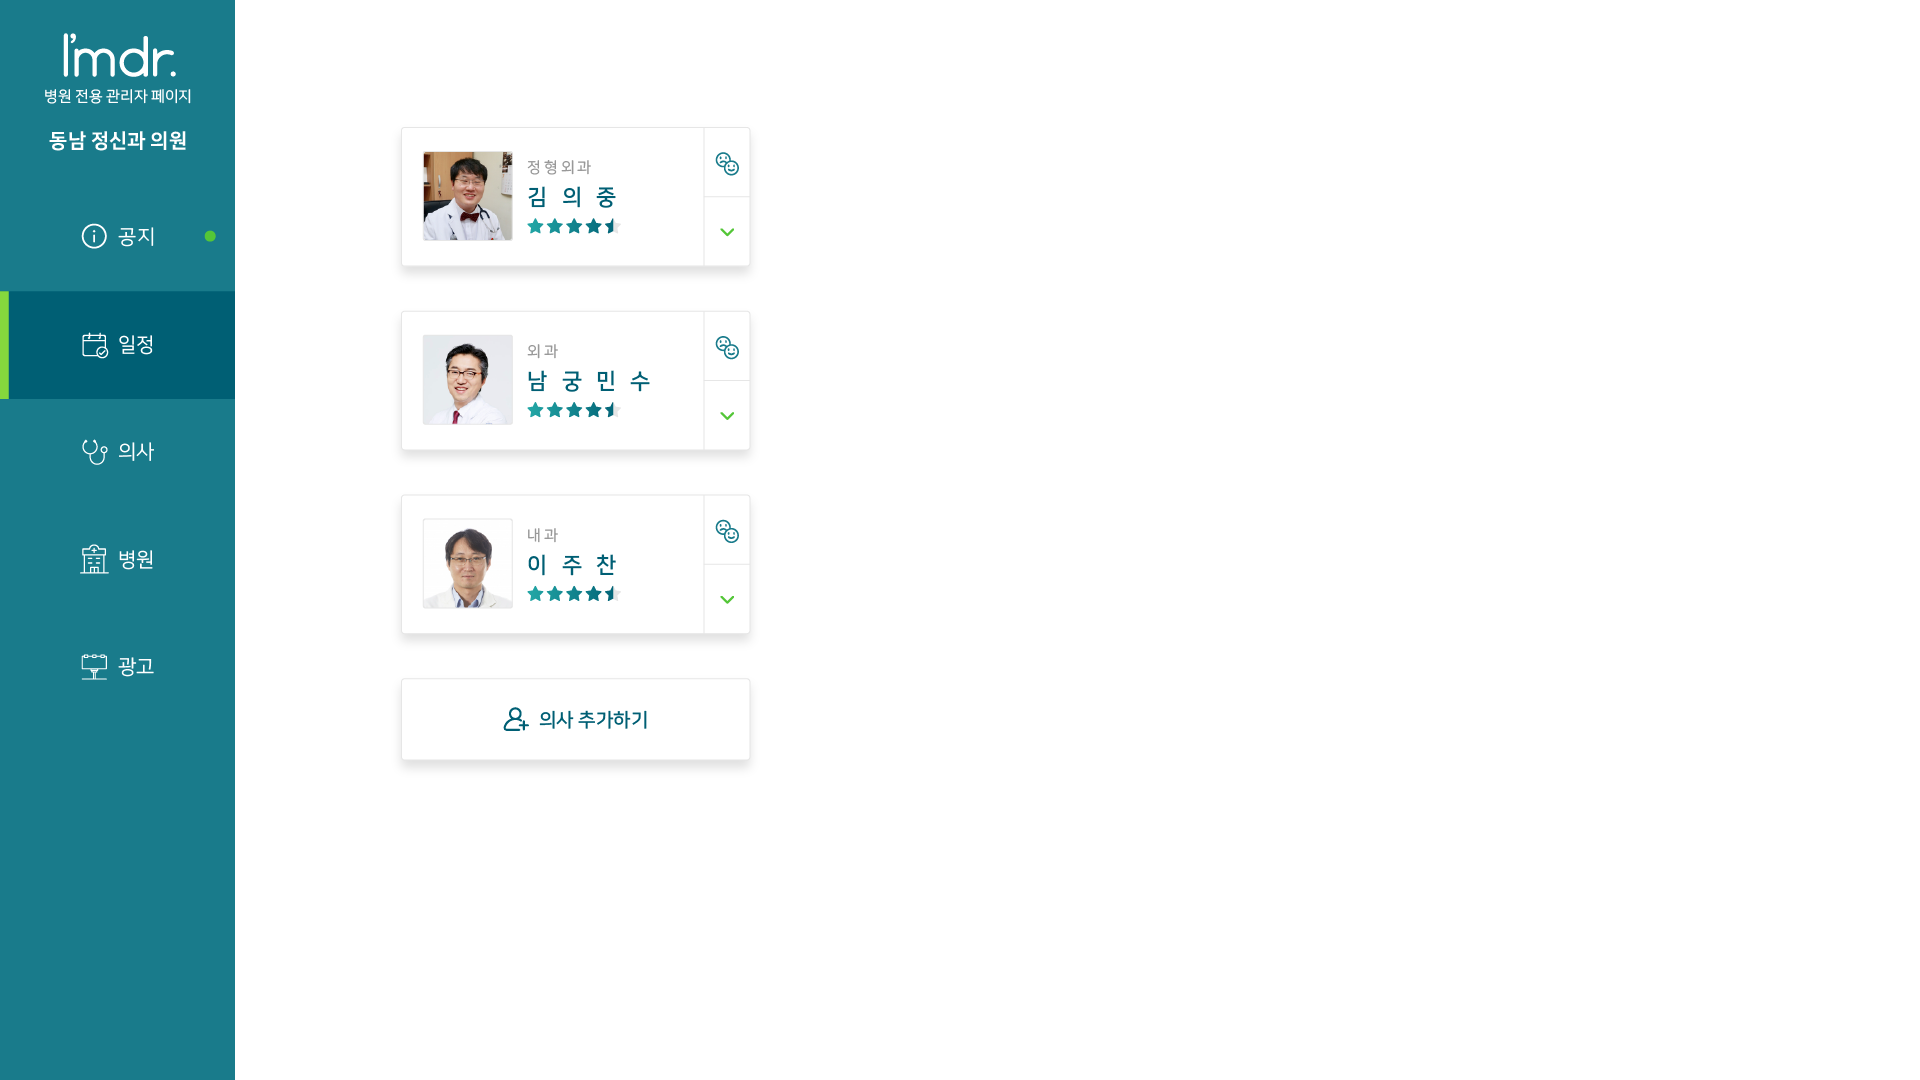 I'mdr.
병원 전용 관리자 페이지
동남 정신과 의원
공지
일정
의사
병원
광고
정형외과
김 의 중
외과
남 궁 민 수
내과
이 주 찬
의사 추가하기